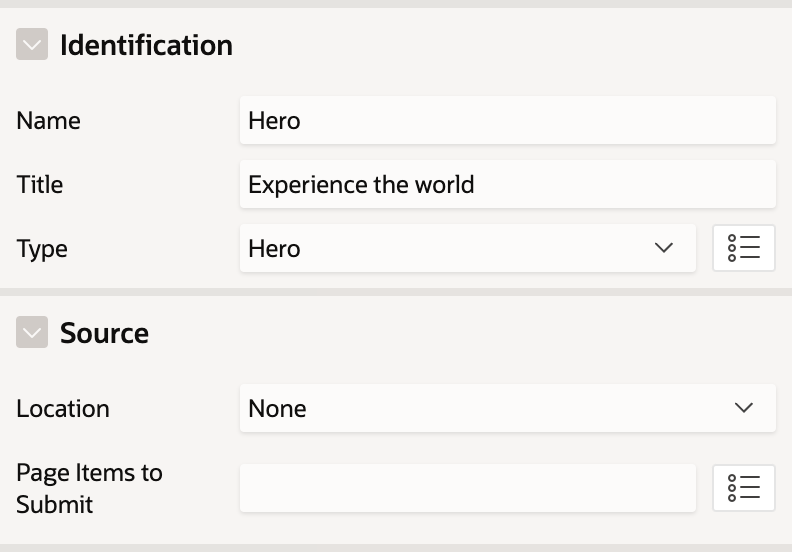 Identification
Name Hero
Title Experience the world
Type Hero
Source
Location None
Page Items to
Submit